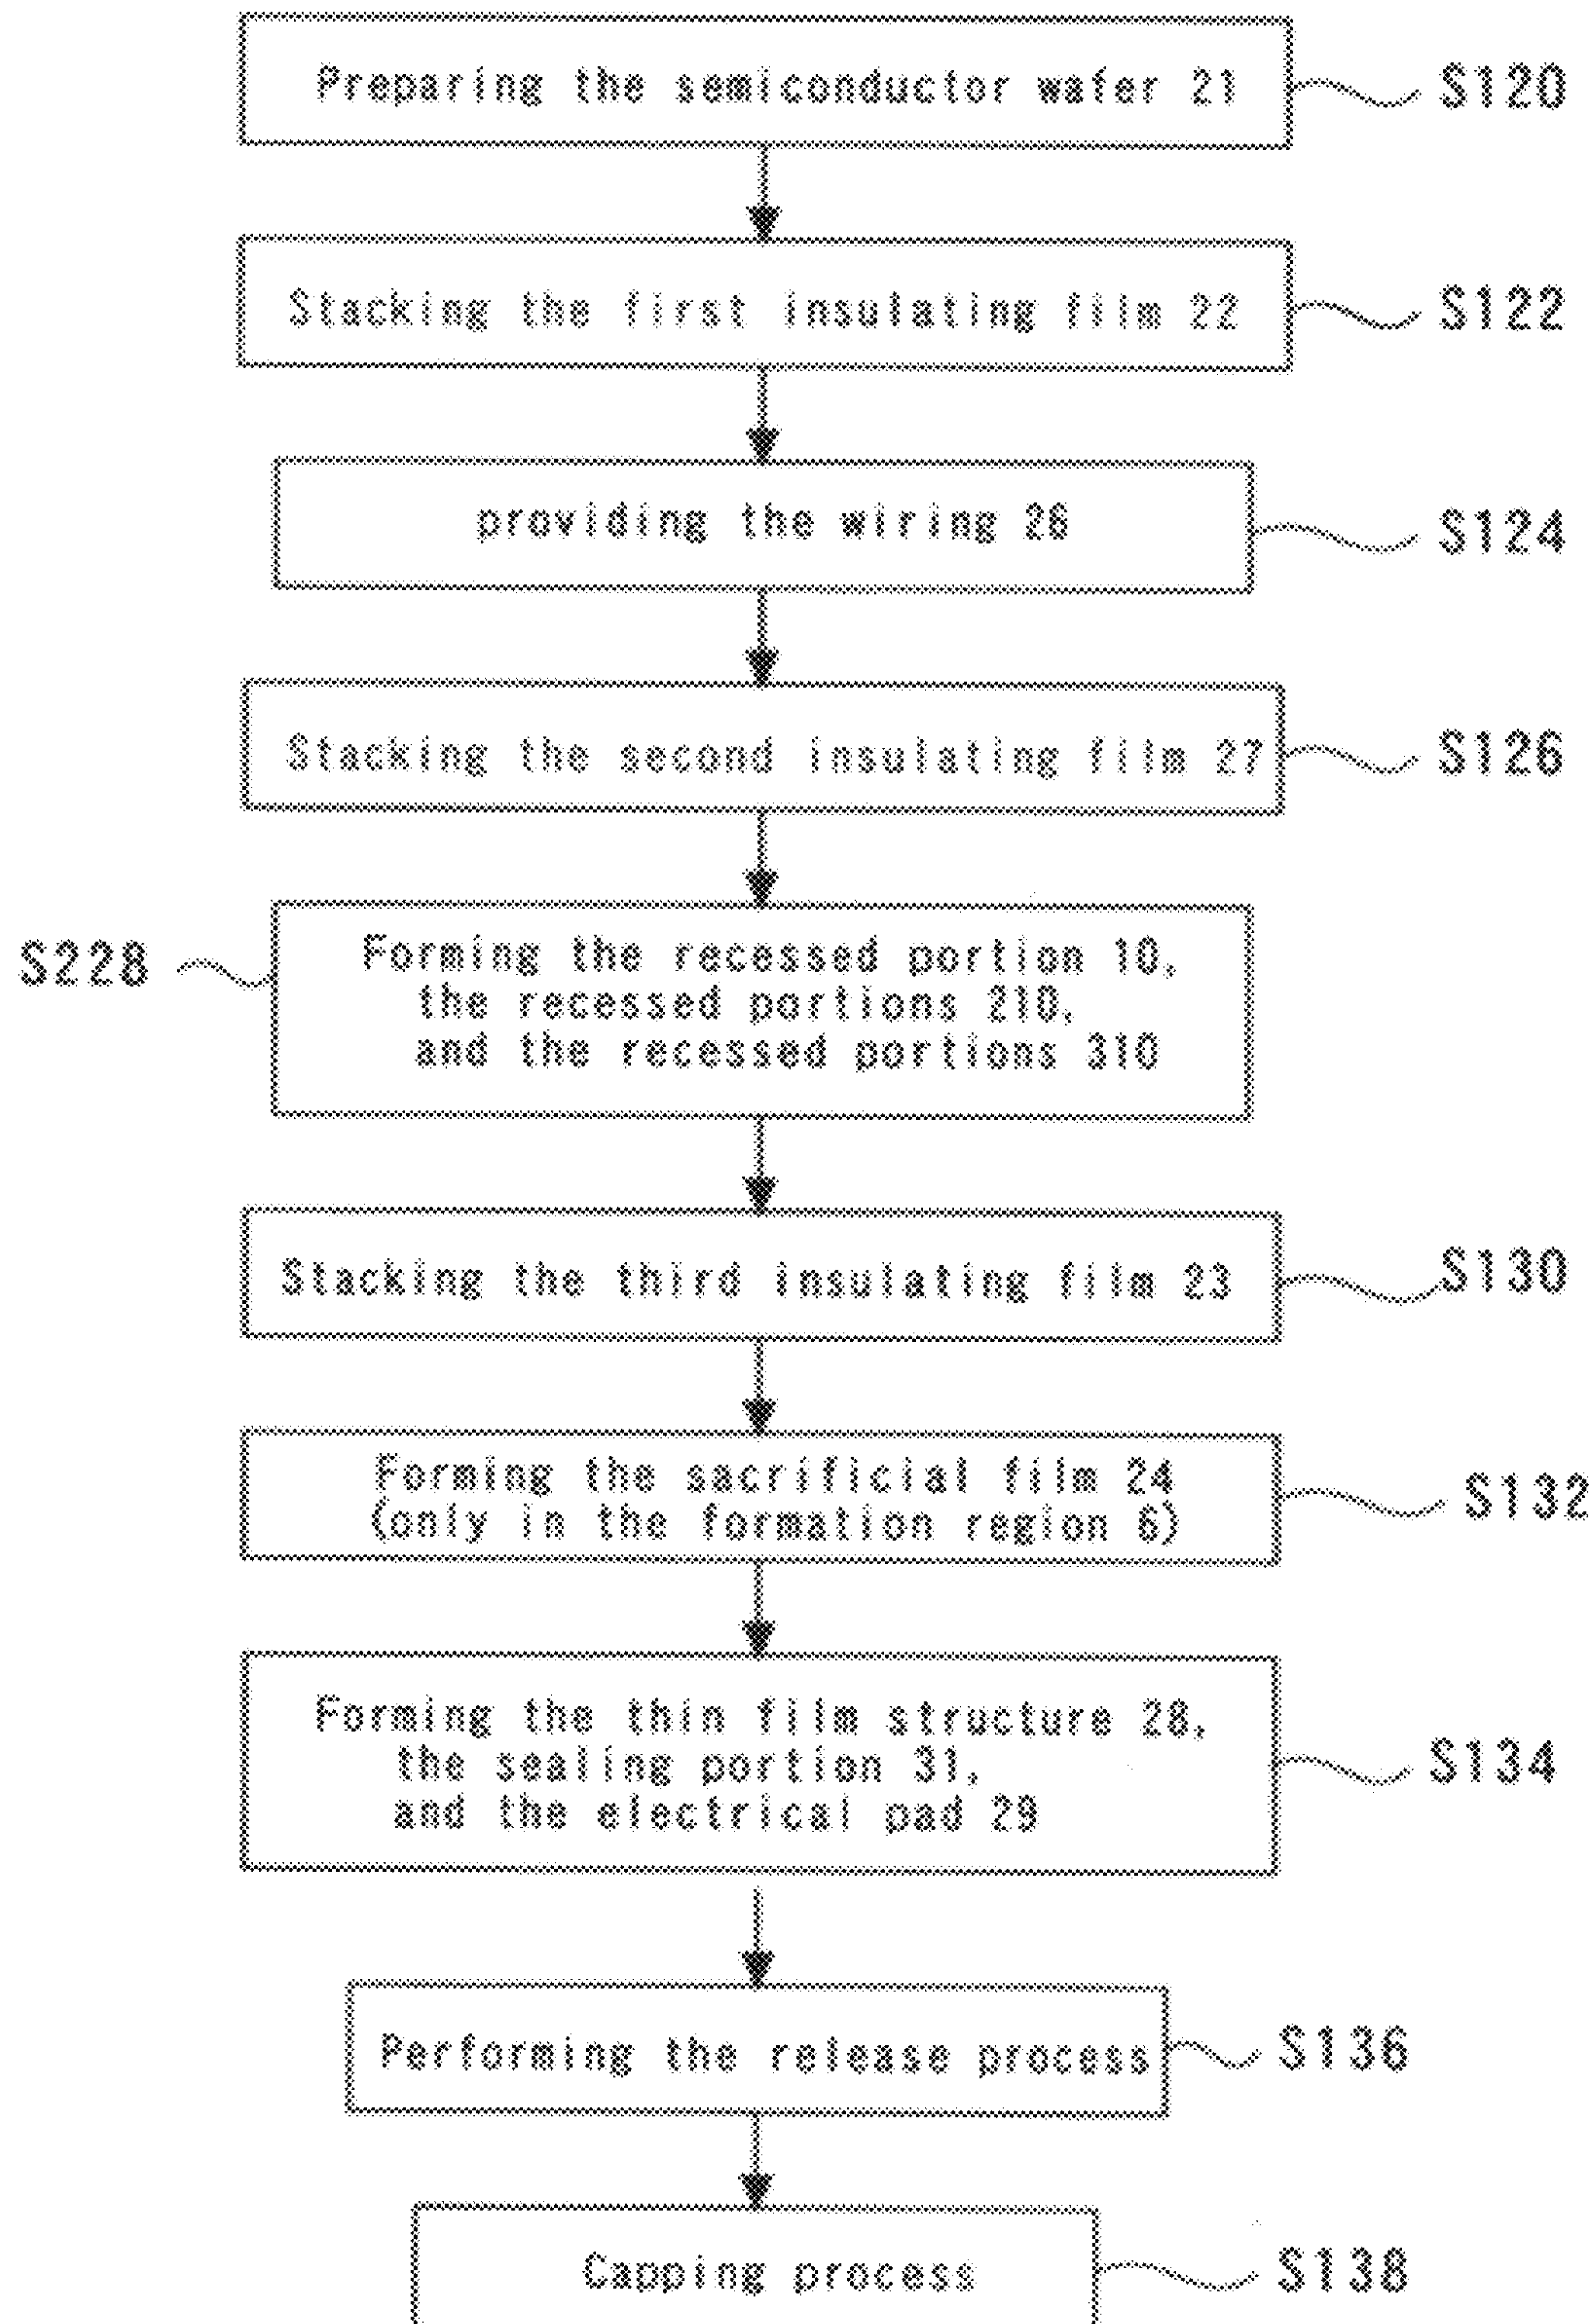 Preparing the semiconductor wafer 21
S120
Stacking the first insulating film 22
S122
providing the wiring 26
S124
Stacking the second insulating film 27
S126
S228
Forming the recessed portion 10,
the recessed portions 210,
and the recessed portions 310
Stacking the third insulating film 23
S130
Forming the sacrificial film 24
(only in the formation region 6)
S132
Forming the thin film structure 28,
the sealing portion 31,
and the electrical pad 29
S134
Performing the release process
S136
Capping process
S138